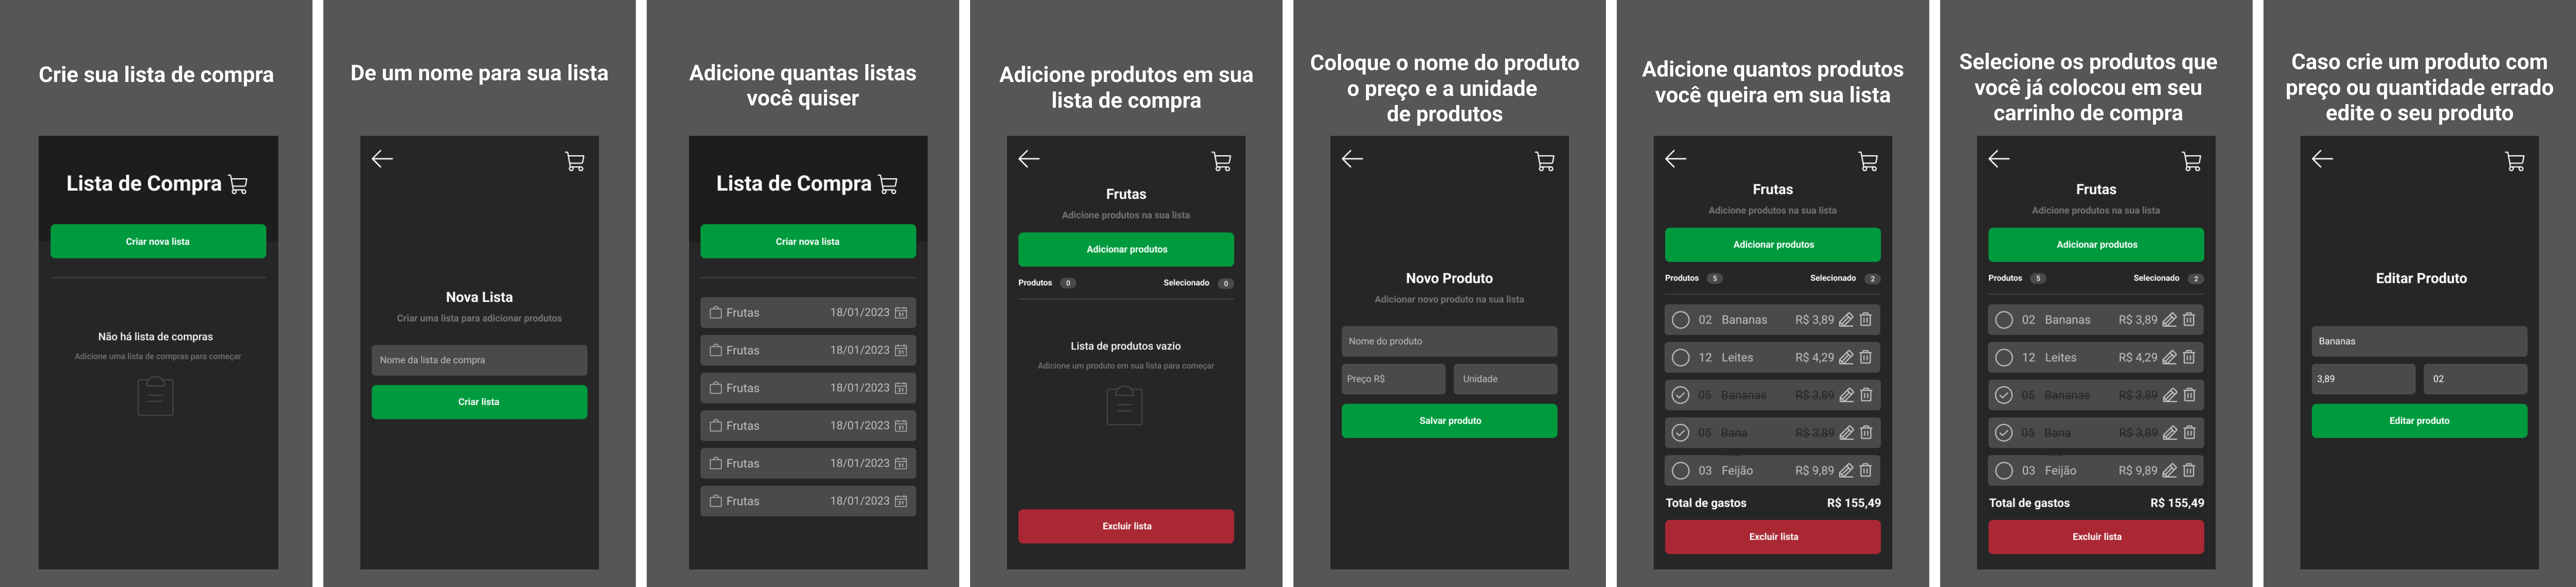 Crie sua lista de compra
Lista de Compra
Criar nova lista
Não há lista de compras
Adicione uma lista de compras para começar
De um nome para sua lista
Nova Lista
Criar uma lista para adicionar produtos
Nome da lista de compra
Criar lista
Adicione quantas listas
você quiser
Lista de Compra
Criar nova lista
Frutas 18/01/2023 31
Frutas 18/01/2023 31
Frutas 18/01/2023 31
Frutas 18/01/2023 31
Frutas 18/01/2023 31
Frutas 18/01/2023 31
Adicione produtos em sua
lista de compra
Frutas
Adicione produtos na sua lista
Adicionar produtos
Produtos 0 Selecionado 0
Lista de produtos vazio
Adicione um produto em sua lista para começar
Excluir lista
Coloque o nome do produto
o preço e a unidade
de produtos
Novo Produto
Adicionar novo produto na sua lista
Nome do produto
Preço R$ Unidade
Salvar produto
Adicione quantos produtos
você queira em sua lista
Frutas
Adicione produtos na sua lista
Adicionar produtos
Produtos 5 Selecionado 2
02 Bananas R$ 3,89
12 Leites R$ 4,29
05 Bananas R$ 3,89
05 Bana R$ 3,89
03 Feijão R$ 9,89
Total de gastos R$ 155,49
Excluir lista
Selecione os produtos que
você já colocou em seu
carrinho de compra
Frutas
Adicione produtos na sua lista
Adicionar produtos
Produtos 5 Selecionado 2
02 Bananas R$ 3,89
12 Leites R$ 4,29
05 Bananas R$ 3,89
05 Bana R$ 3,89
03 Feijão R$ 9,89
Total de gastos R$ 155,49
Excluir lista
Caso crie um produto com
preço ou quantidade errado
edite o seu produto
Editar Produto
Bananas
3,89 02
Editar produto